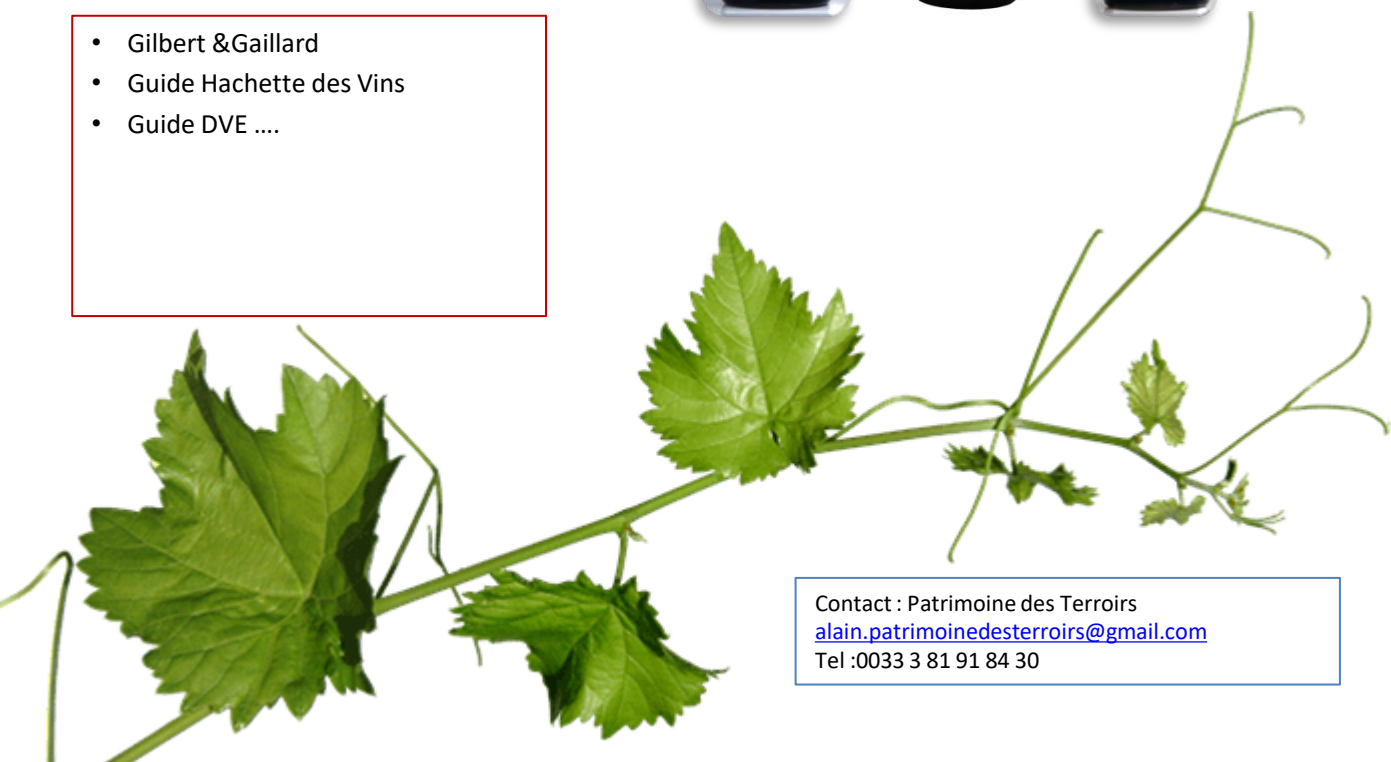 • Gilbert &Gaillard
• Guide Hachette des Vins
• Guide DVE ....
Contact : Patrimoine des Terroirs
alain.patrimoinedesterroirs@gmail.com
Tel :0033 3 81 91 84 30